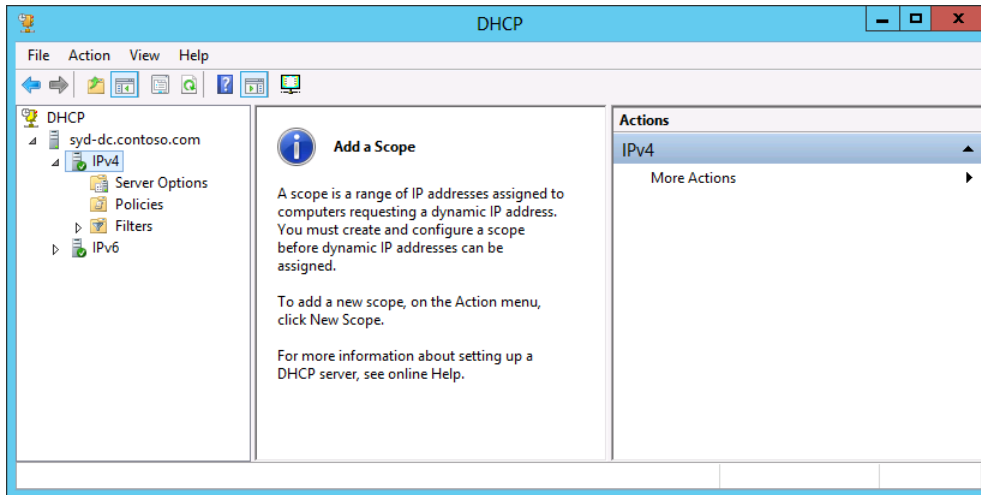 DHCP
File Action View Help
DHCP
syd-dc.contoso.com
IPv4
Server Options
Policies
Filters
IPv6
Add a Scope
A scope is a range of IP addresses assigned to
computers requesting a dynamic IP address.
You must create and configure a scope
before dynamic IP addresses can be
assigned.
To add a new scope, on the Action menu,
click New Scope.
For more information about setting up a
DHCP server, see online Help.
Actions
IPv4
More Actions